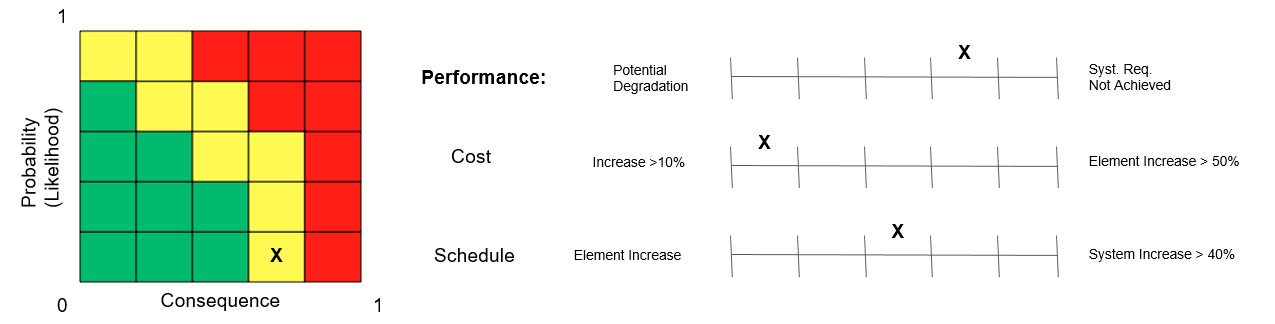 1
Probability
(Likelihood)
X
0
Consequence
1
Performance:
Potential
Degradation
X
Syst. Req.
Not Achieved
Cost
Increase >10%
X
Element Increase > 50%
Schedule
Element Increase
X
System Increase > 40%